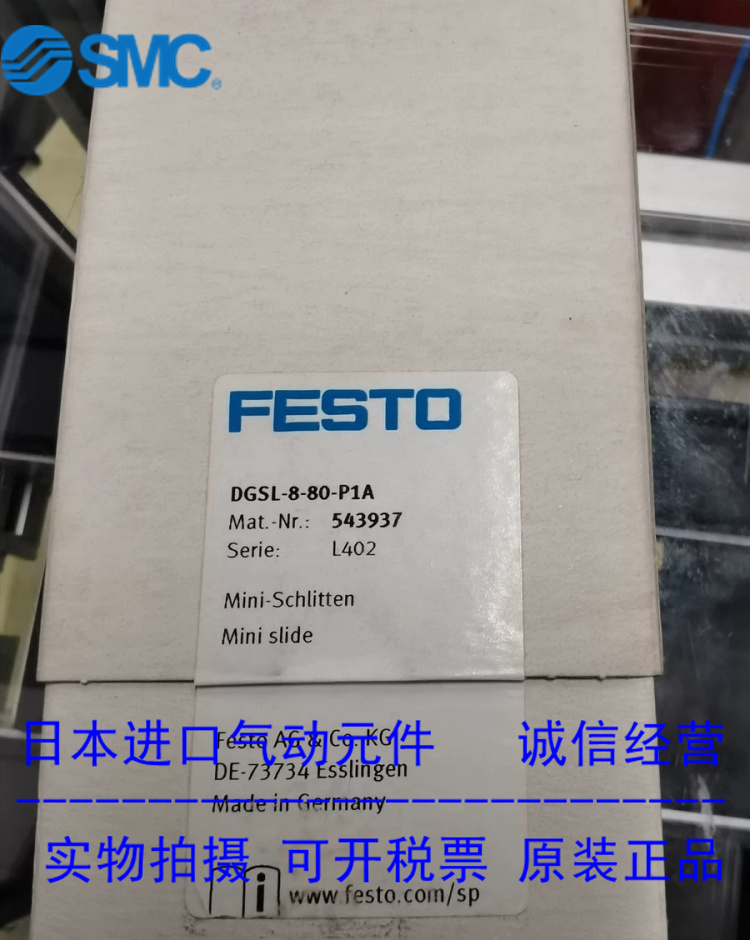 SMC®
FESTO
DGSL-8-80-P1A
Mat.-Nr.: 543937
Serie: L402
Mini-Schlitten
Mini slide
日本进口气动元件 诚信经营
Festo AG & Co. KG
DE-73734 Esslingen
Made in Germany
实物拍摄 可开税票 原装正品
i www.festo.com/sp